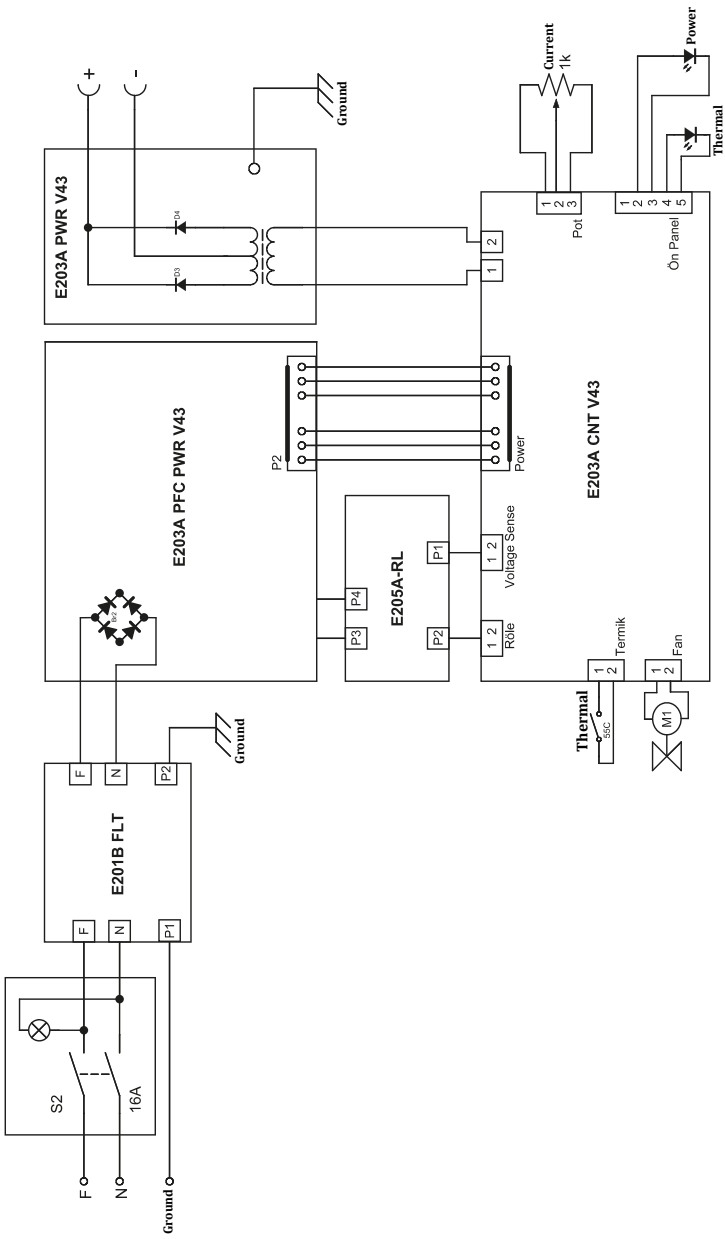 F
N
Ground
S2
16A
F
N
P1
E201B FLT
F
N
P2
Ground
E203A PFC PWR V43
Br2
P2
E203A PWR V43
D3
D4
+
-
Ground
E205A-RL
P3
P4
P2
P1
E203A CNT V43
1 2
Röle
1 2
Voltage Sense
Power
1
2
Thermal
55C
1
2
Termik
M1
1
2
Fan
1
2
3
Pot
Current
1k
1
2
3
4
5
Ön Panel
Power
Thermal